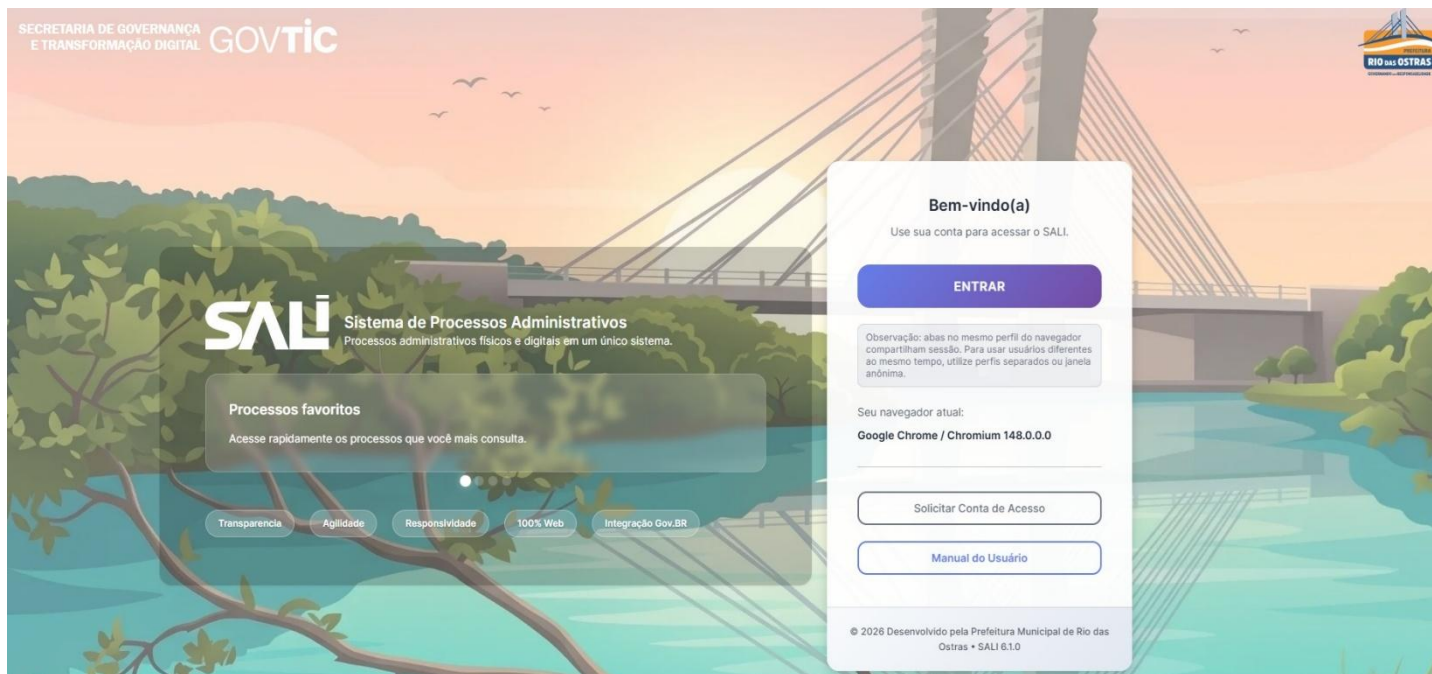 SECRETARIA DE GOVERNANÇA
E TRANSFORMAÇÃO DIGITAL
GOVTIC
PREFEITURA
RIO DAS OSTRAS
SALI
Sistema de Processos Administrativos
Processos administrativos físicos e digitais em um único sistema.
Processos favoritos
Acesse rapidamente os processos que você mais consulta.
Transparencia
Agilidade
Responsividade
100% Web
Integração Gov.BR
Bem-vindo(a)
Use sua conta para acessar o SALI.
ENTRAR
Observação: abas no mesmo perfil do navegador
compartilham sessão. Para usar usuários diferentes
ao mesmo tempo, utilize perfis separados ou janela
anônima.
Seu navegador atual:
Google Chrome / Chromium 148.0.0.0
Solicitar Conta de Acesso
Manual do Usuário
© 2026 Desenvolvido pela Prefeitura Municipal de Rio das
Ostras • SALI 6.1.0